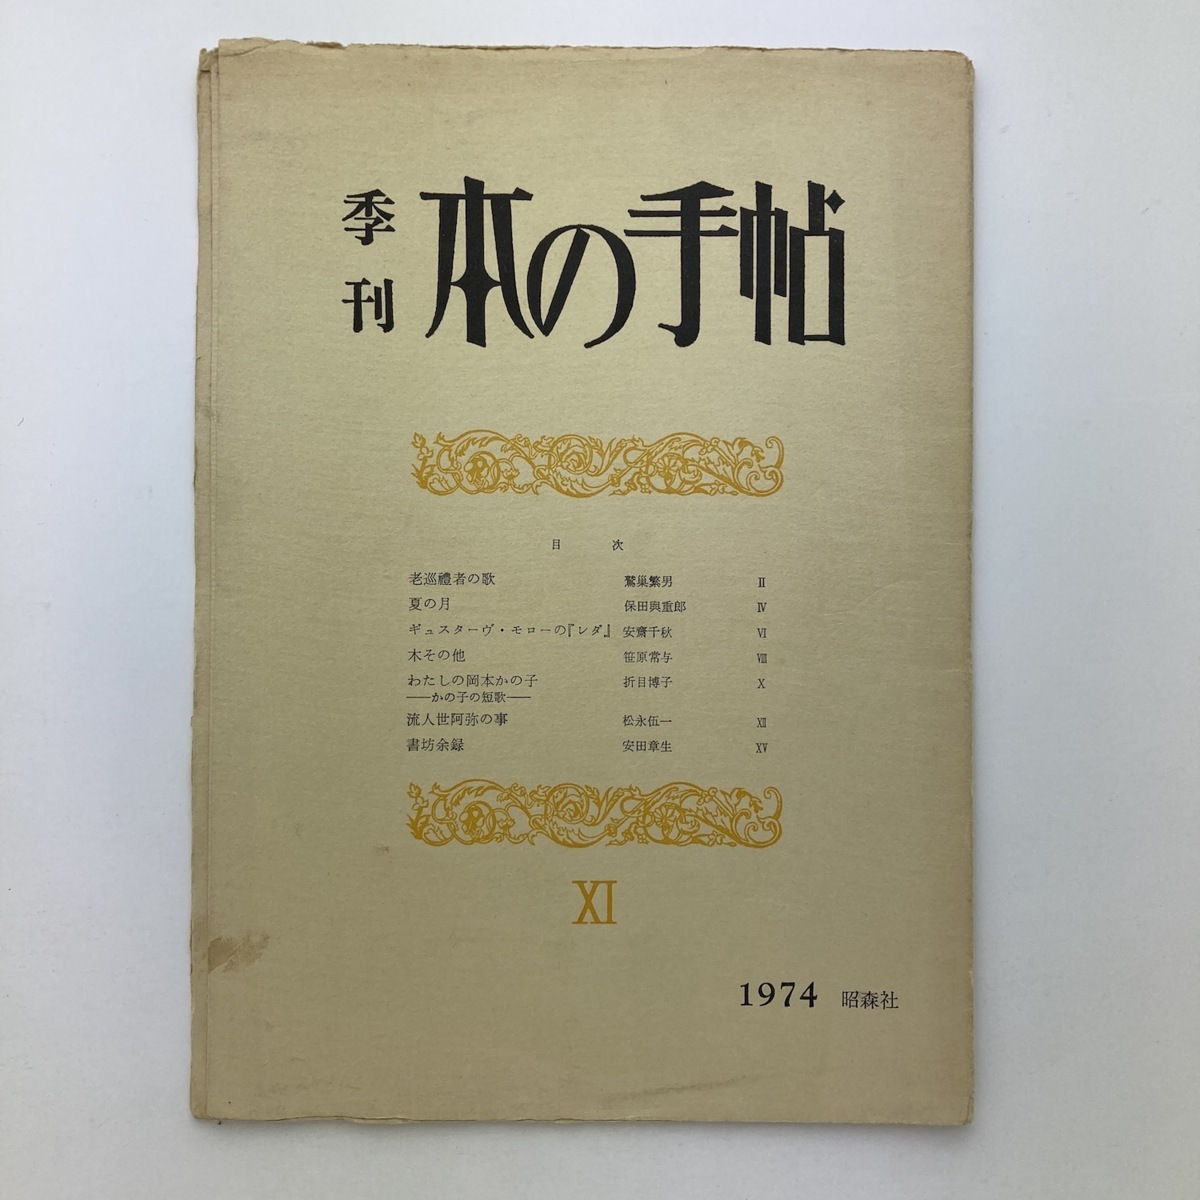 季刊 本の手帖
目 次
老巡禮者の歌 鷲巣繁男 Ⅱ
夏の月 保田與重郎 Ⅳ
ギュスターヴ・モローの『レダ』 安齋千秋 Ⅵ
木その他 笹原常与 Ⅷ
わたしの岡本かの子 折目博子 Ⅹ
――かの子の短歌――
流人世阿弥の事 松永伍一 Ⅻ
書坊余録 安田章生 XV
XI
1974 昭森社